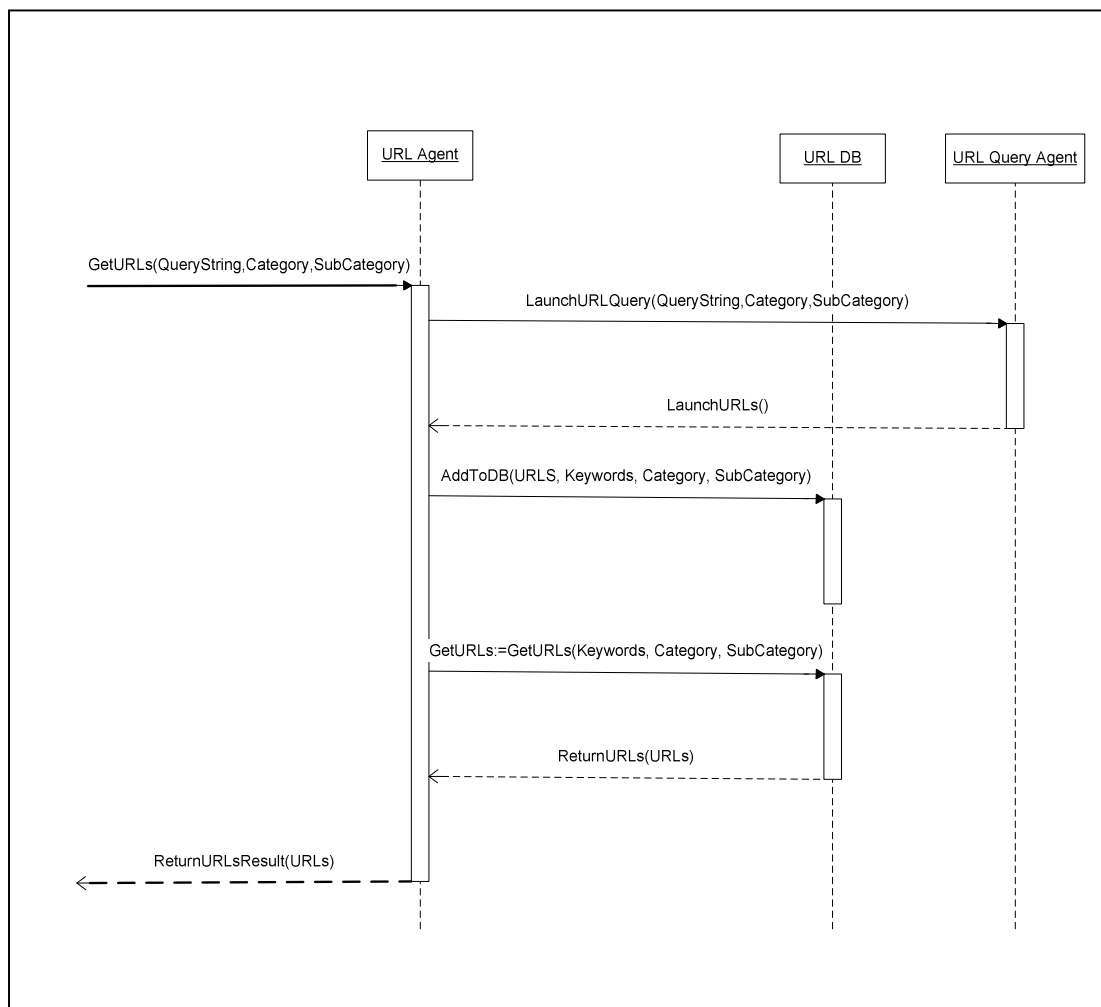 URL Agent
URL DB
URL Query Agent
GetURLs(QueryString,Category,SubCategory)
LaunchURLQuery(QueryString,Category,SubCategory)
LaunchURLs()
AddToDB(URLS, Keywords, Category, SubCategory)
GetURLs:=GetURLs(Keywords, Category, SubCategory)
ReturnURLs(URLs)
ReturnURLsResult(URLs)